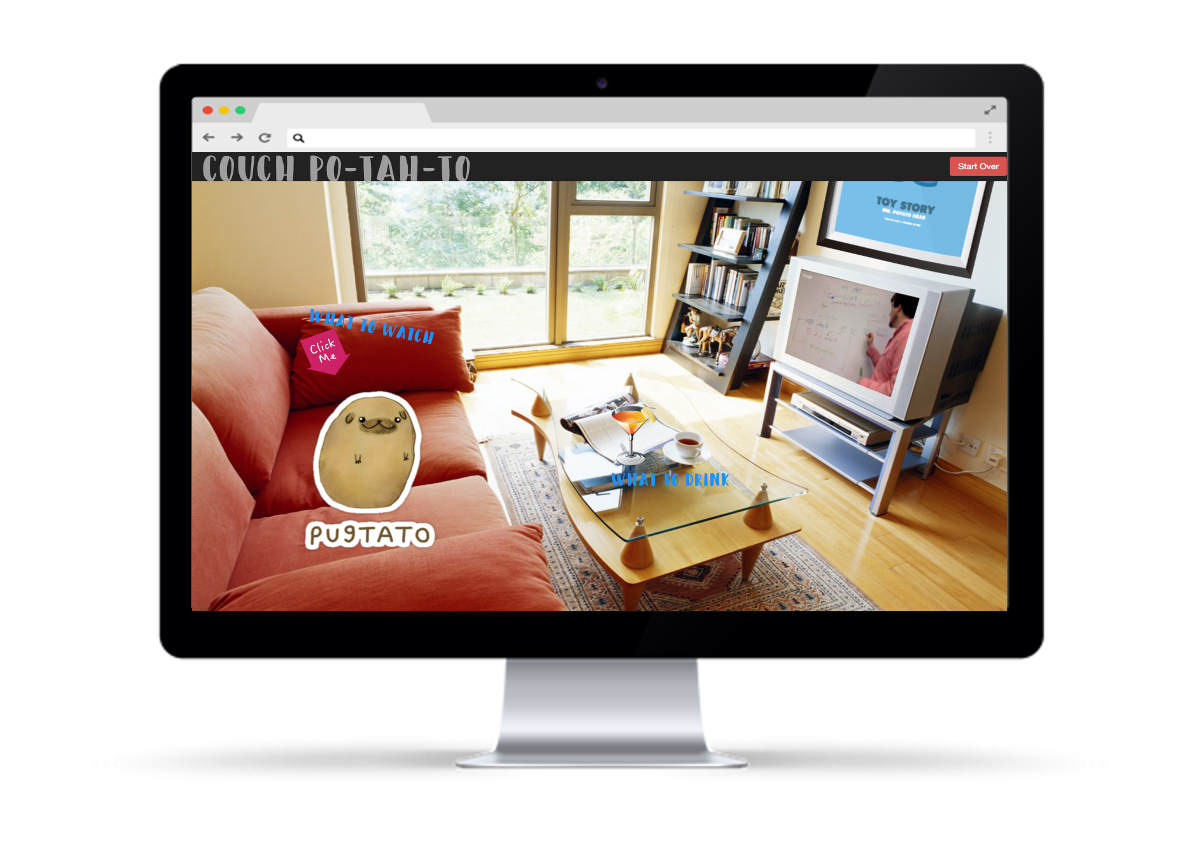 COUCH PO-TAH-TO
Start Over
TOY STORY
MR. POTATO HEAD
WHAT TO WATCH
Click
Me
WHAT TO DRINK
PugTATO